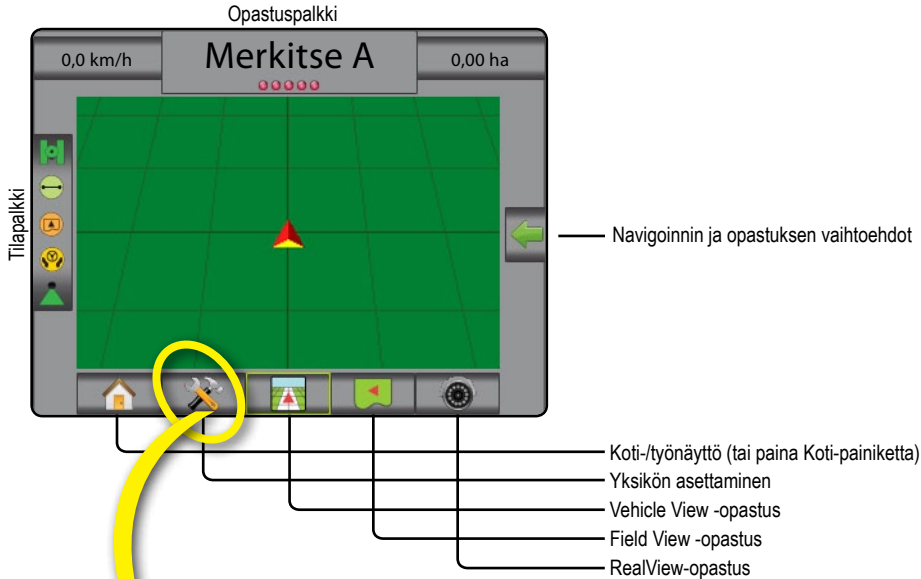 Opastuspalkki
0,0 km/h
Merkitse A
0,00 ha
Tilapalkki
Navigoinnin ja opastuksen vaihtoehdot
Koti-/työnäyttö (tai paina Koti-painiketta)
Yksikön asettaminen
Vehicle View -opastus
Field View -opastus
RealView-opastus